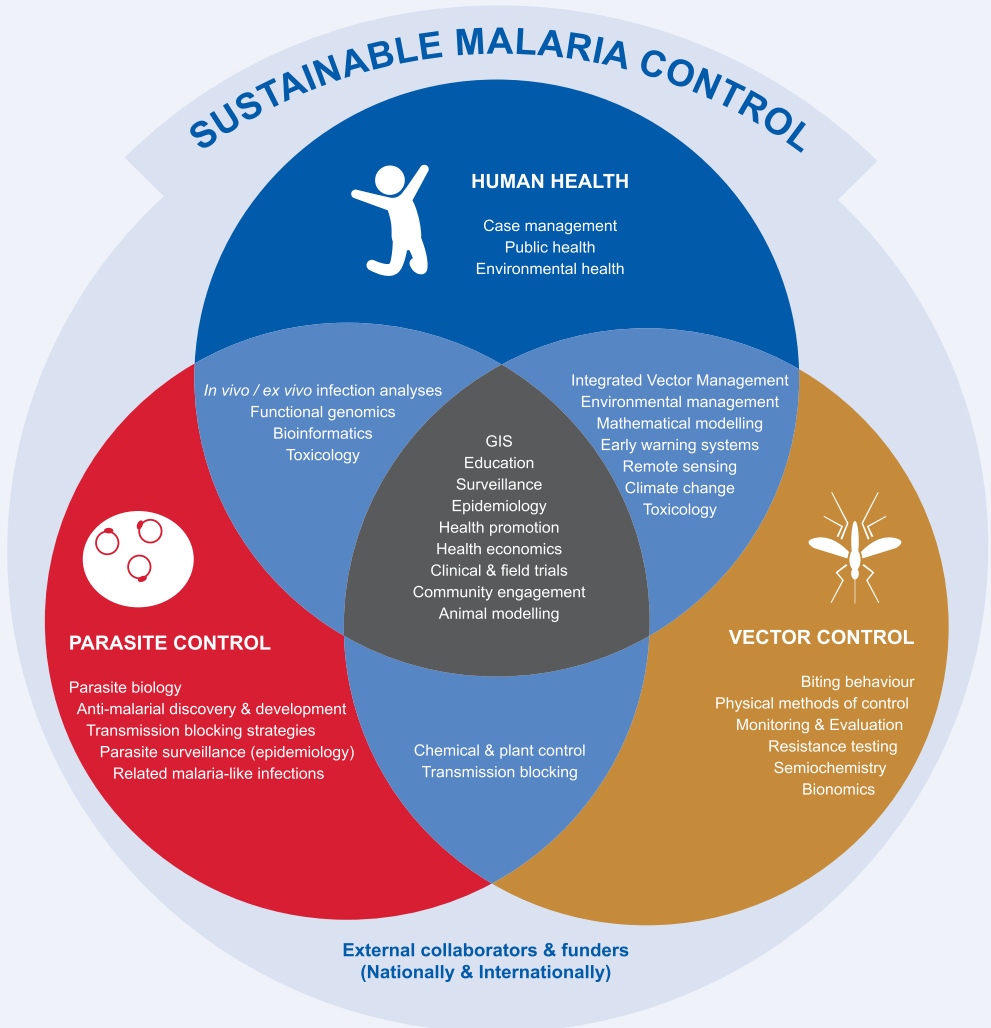 SUSTAINABLE MALARIA CONTROL
HUMAN HEALTH
Case management
Public health
Environmental health
In vivo / ex vivo infection analyses
Functional genomics
Bioinformatics
Toxicology
Integrated Vector Management
Environmental management
Mathematical modelling
Early warning systems
Remote sensing
Climate change
Toxicology
GIS
Education
Surveillance
Epidemiology
Health promotion
Health economics
Clinical & field trials
Community engagement
Animal modelling
PARASITE CONTROL
Parasite biology
Anti-malarial discovery & development
Transmission blocking strategies
Parasite surveillance (epidemiology)
Related malaria-like infections
VECTOR CONTROL
Biting behaviour
Physical methods of control
Monitoring & Evaluation
Resistance testing
Semiochemistry
Bionomics
Chemical & plant control
Transmission blocking
External collaborators & funders
(Nationally & Internationally)